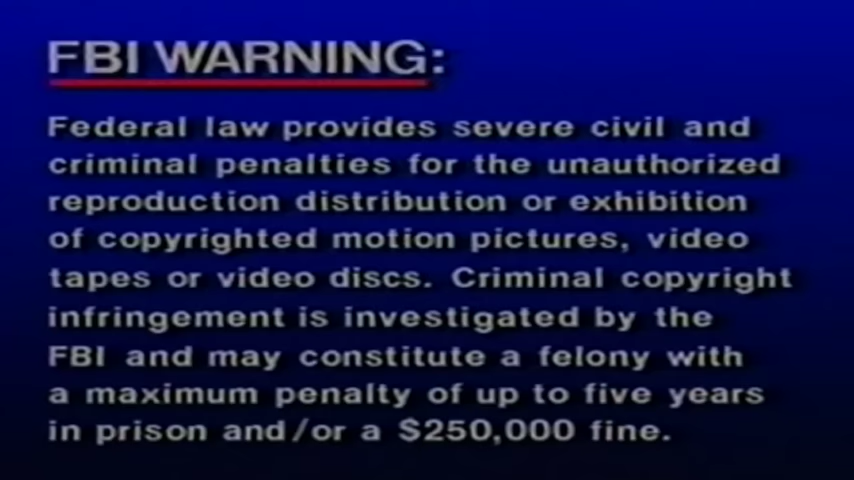 FBI WARNING:
Federal law provides severe civil and
criminal penalties for the unauthorized
reproduction distribution or exhibition
of copyrighted motion pictures, video
tapes or video discs. Criminal copyright
infringement is investigated by the
FBI and may constitute a felony with
a maximum penalty of up to five years
in prison and/or a $250,000 fine.